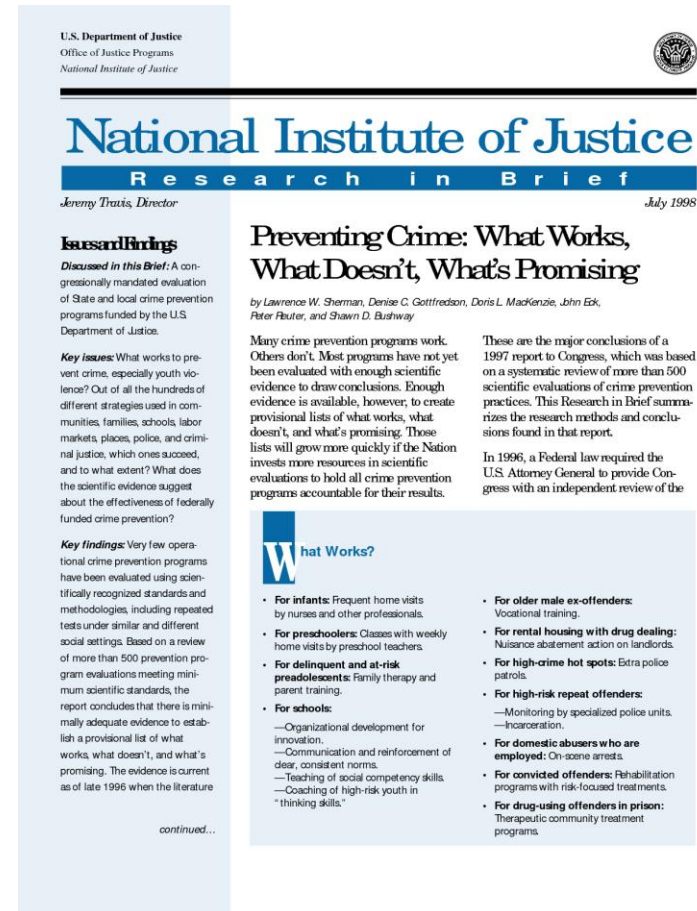 U.S. Department of Justice
Office of Justice Programs
National Institute of Justice
National Institute of Justice
Research in Brief
Jeremy Travis, Director
July 1998
Issues and Findings
Discussed in this Brief: A con-
gressionally mandated evaluation
of State and local crime prevention
programs funded by the U.S.
Department of Justice.
Key issues: What works to pre-
vent crime, especially youth vio-
lence? Out of all the hundreds of
different strategies used in com-
munities, families, schools, labor
markets, places, police, and crimi-
nal justice, which ones succeed,
and to what extent? What does
the scientific evidence suggest
about the effectiveness of federally
funded crime prevention?
Key findings: Very few opera-
tional crime prevention programs
have been evaluated using scien-
tifically recognized standards and
methodologies, including repeated
tests under similar and different
social settings. Based on a review
of more than 500 prevention pro-
gram evaluations meeting mini-
mum scientific standards, the
report concludes that there is mini-
mally adequate evidence to estab-
lish a provisional list of what
works, what doesn't, and what's
promising. The evidence is current
as of late 1996 when the literature
continued…
Preventing Crime: What Works,
What Doesn't, What's Promising
by Lawrence W. Sherman, Denise C. Gottfredson, Doris L. MacKenzie, John Eck,
Peter Reuter, and Shawn D. Bushway
Many crime prevention programs work.
Others don't. Most programs have not yet
been evaluated with enough scientific
evidence to draw conclusions. Enough
evidence is available, however, to create
provisional lists of what works, what
doesn't, and what's promising. Those
lists will grow more quickly if the Nation
invests more resources in scientific
evaluations to hold all crime prevention
programs accountable for their results.
These are the major conclusions of a
1997 report to Congress, which was based
on a systematic review of more than 500
scientific evaluations of crime prevention
practices. This Research in Brief summa-
rizes the research methods and conclu-
sions found in that report.
In 1996, a Federal law required the
U.S. Attorney General to provide Con-
gress with an independent review of the
What Works?
• For infants: Frequent home visits
by nurses and other professionals.
• For preschoolers: Classes with weekly
home visits by preschool teachers.
• For delinquent and at-risk
preadolescents: Family therapy and
parent training.
• For schools:
—Organizational development for
innovation.
—Communication and reinforcement of
clear, consistent norms.
—Teaching of social competency skills.
—Coaching of high-risk youth in
"thinking skills."
• For older male ex-offenders:
Vocational training.
• For rental housing with drug dealing:
Nuisance abatement action on landlords.
• For high-crime hot spots: Extra police
patrols.
• For high-risk repeat offenders:
—Monitoring by specialized police units.
—Incarceration.
• For domestic abusers who are
employed: On-scene arrests.
• For convicted offenders: Rehabilitation
programs with risk-focused treatments.
• For drug-using offenders in prison:
Therapeutic community treatment
programs.